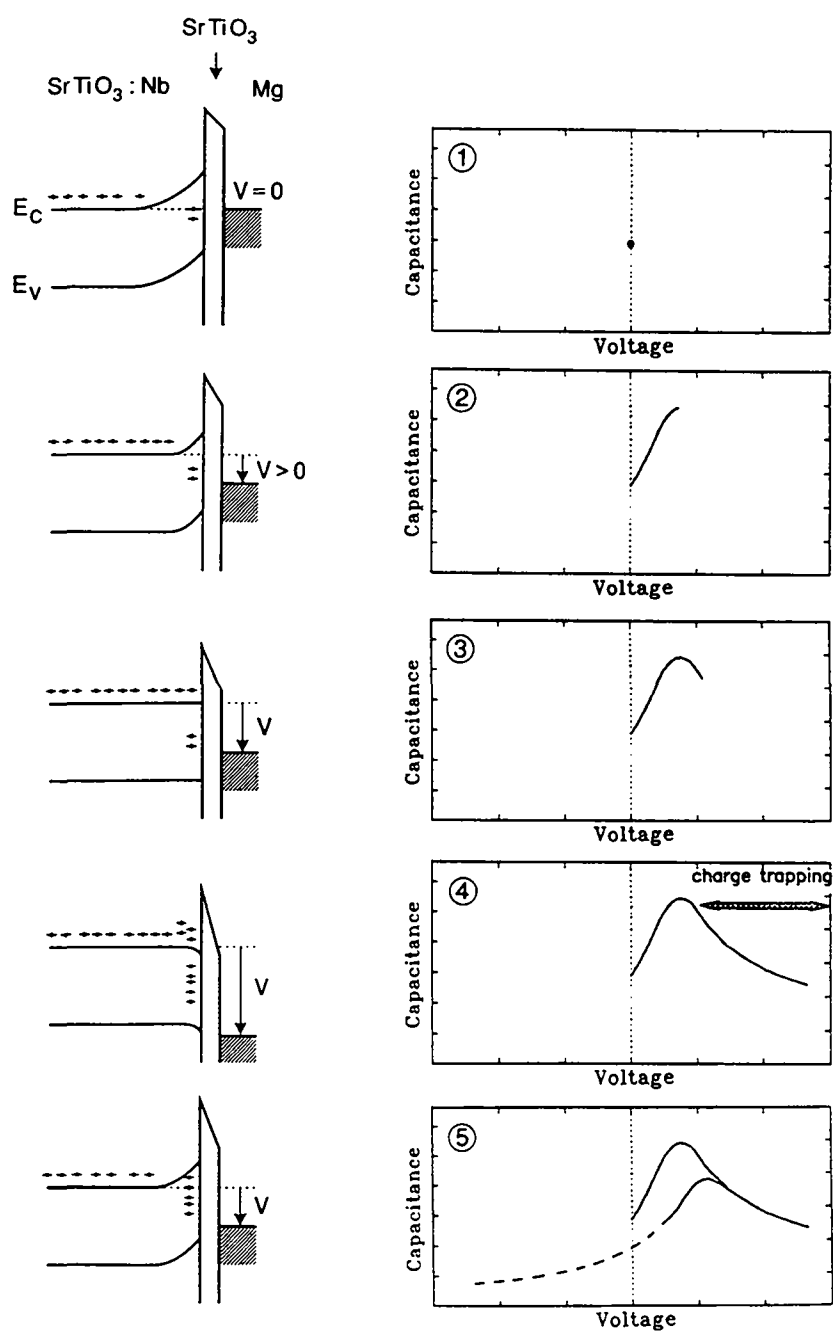 SrTiO3
SrTiO3 : Nb
Mg
V = 0
EC
EV
①
Capacitance
Voltage
V > 0
②
Capacitance
Voltage
V
③
Capacitance
Voltage
V
④
charge trapping
Capacitance
Voltage
V
⑤
Capacitance
Voltage